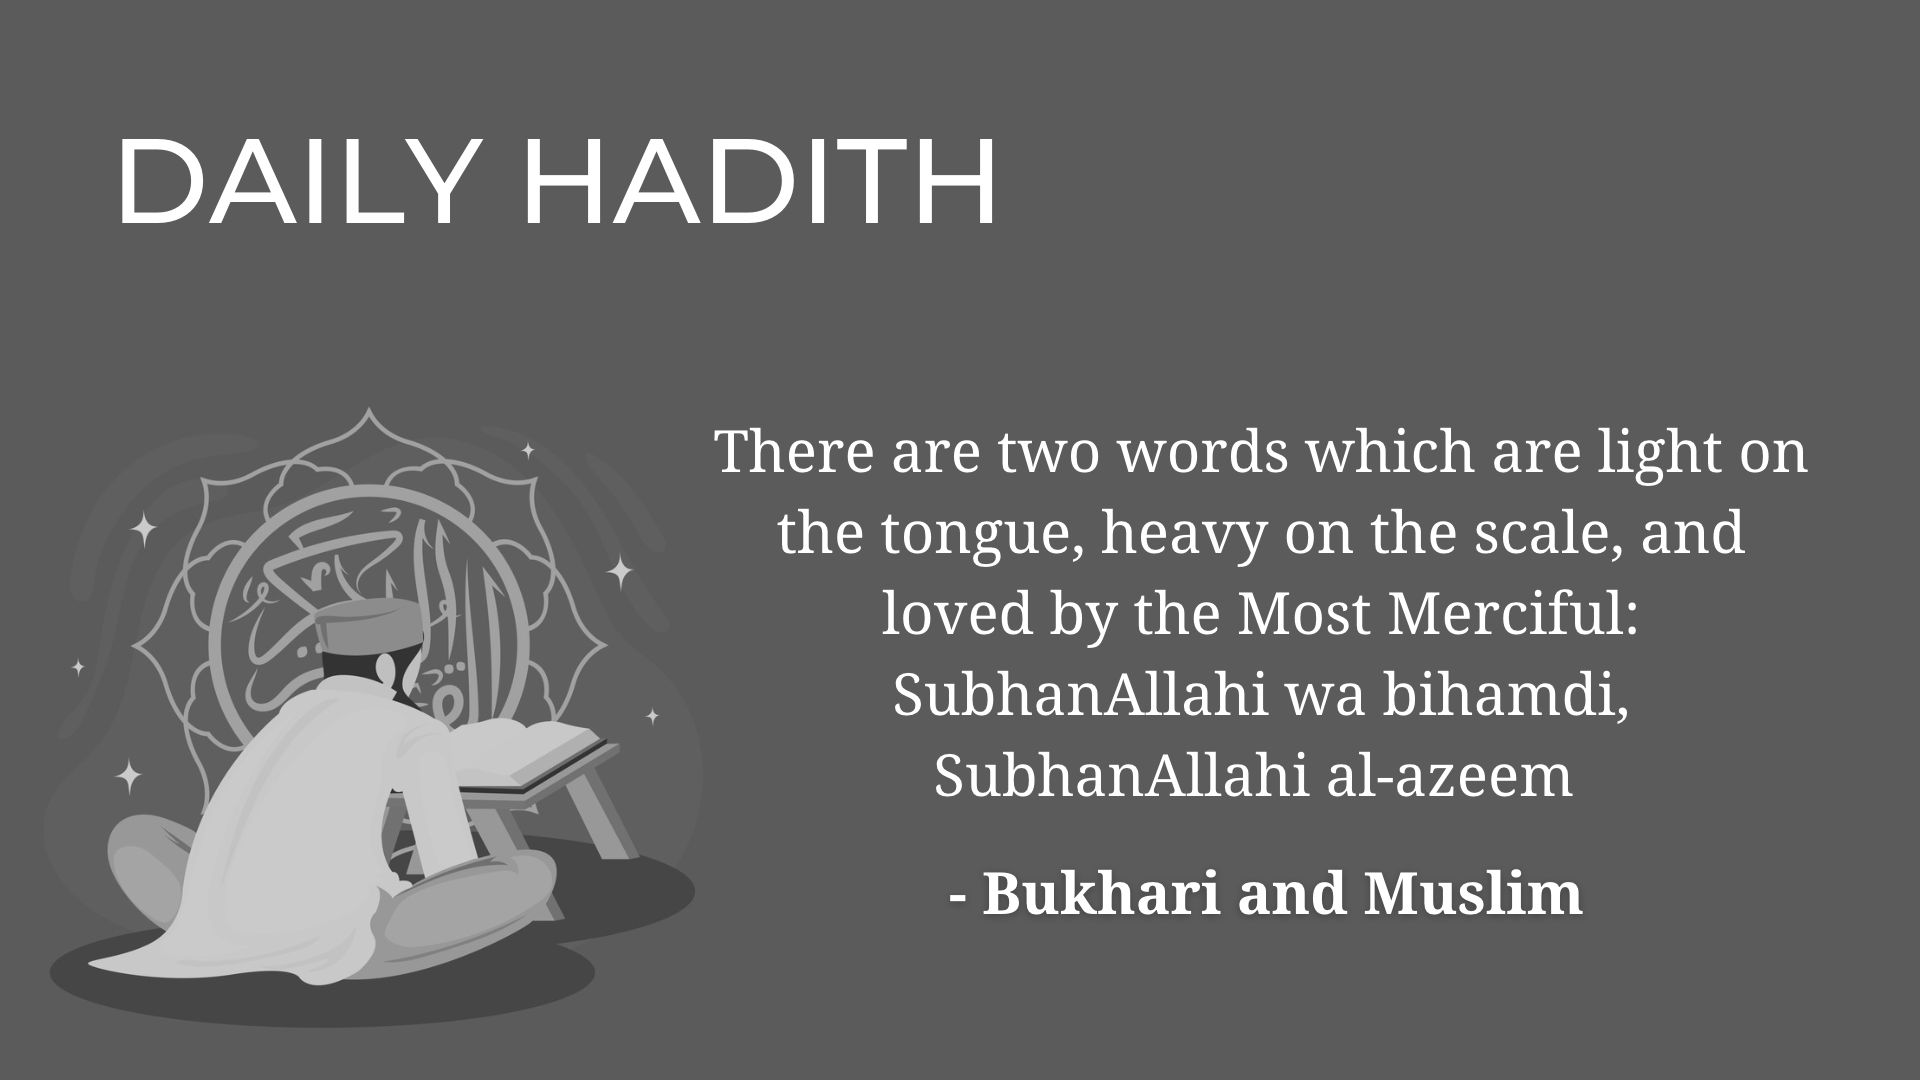 DAILY HADITH
There are two words which are light on
the tongue, heavy on the scale, and
loved by the Most Merciful:
SubhanAllahi wa bihamdi,
SubhanAllahi al-azeem
- Bukhari and Muslim